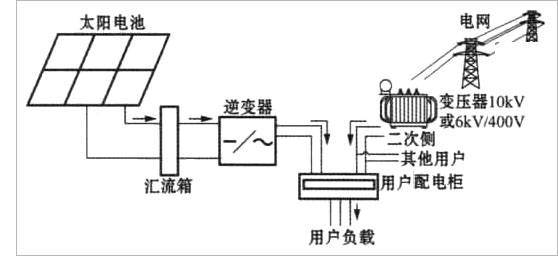 太阳电池
电网
逆变器
变压器10kV
或6kV/400V
二次侧
其他用户
汇流箱
用户配电柜
用户负载